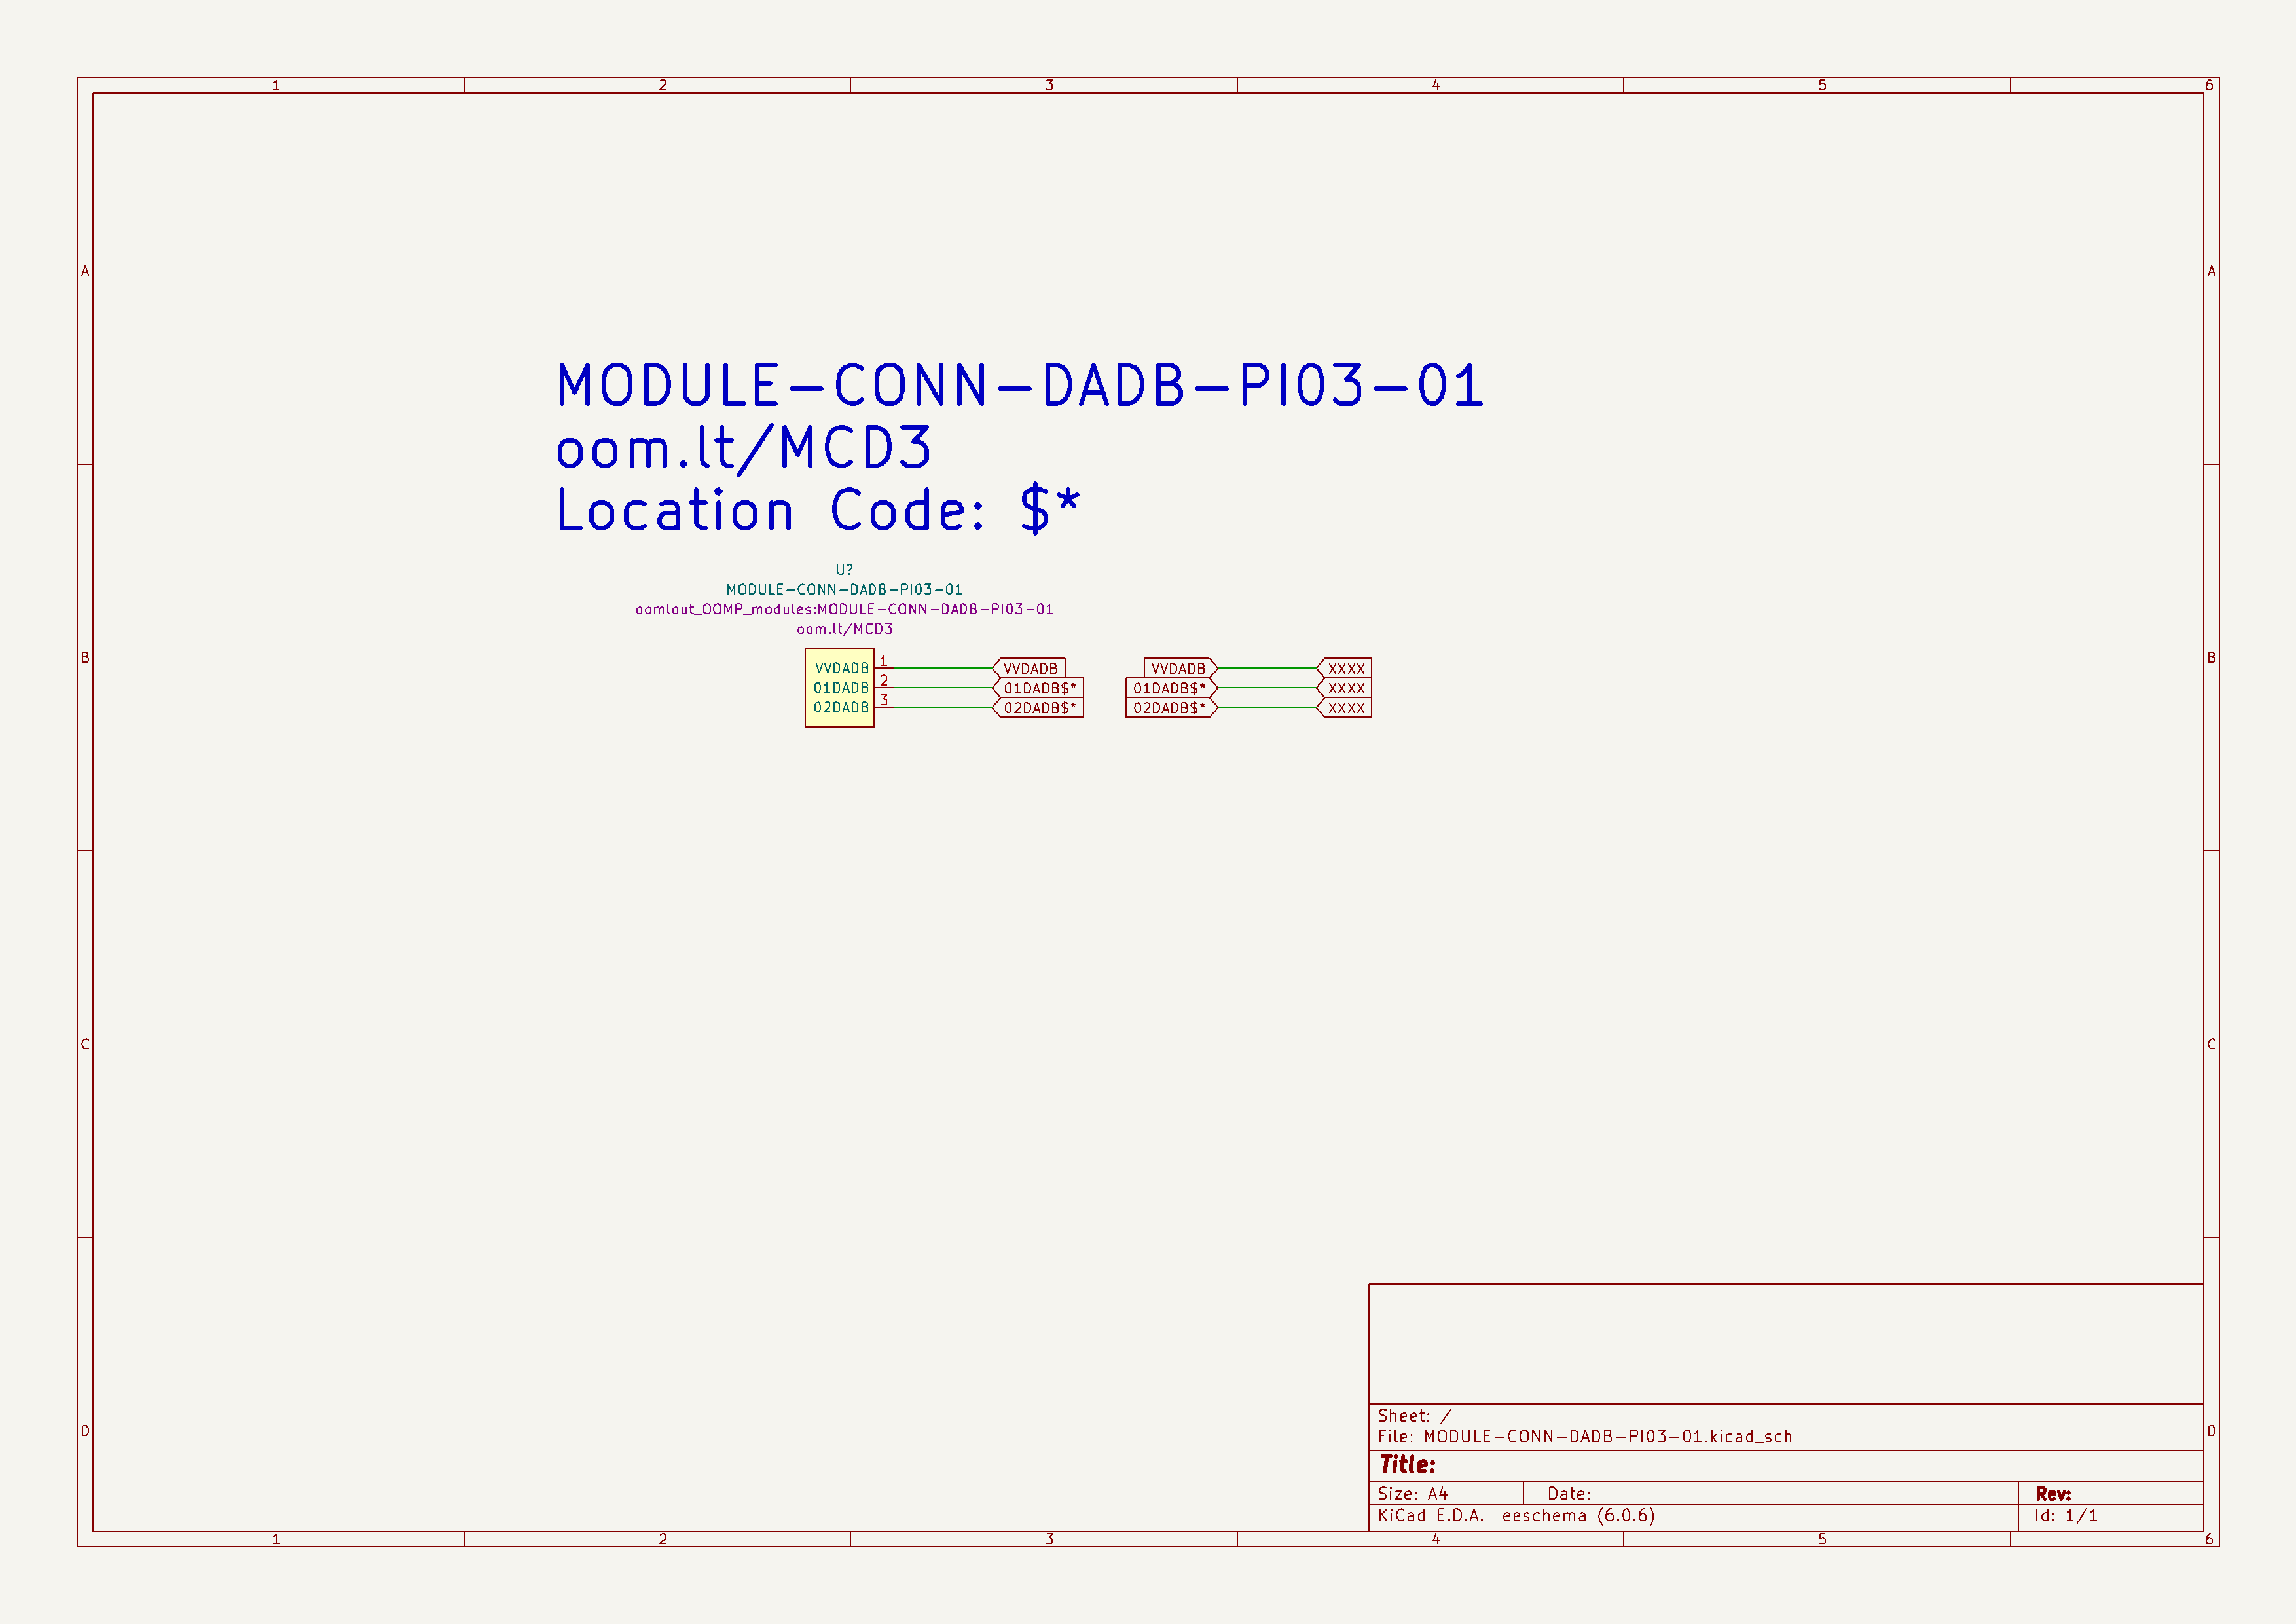 1 2 3 4 5 6
A A
MODULE-CONN-DADB-PI03-01
oom.lt/MCD3
Location Code: $*
U?
MODULE-CONN-DADB-PI03-01
oomlout_OOMP_modules:MODULE-CONN-DADB-PI03-01
oom.lt/MCD3
B B
VVDADB 1 VVDADB VVDADB XXXX
01DADB 2 01DADB$* 01DADB$* XXXX
02DADB 3 02DADB$* 02DADB$* XXXX
C C
Sheet: /
D D
File: MODULE-CONN-DADB-PI03-01.kicad_sch
Title:
Size: A4 Date: Rev:
KiCad E.D.A. eeschema (6.0.6) Id: 1/1
1 2 3 4 5 6